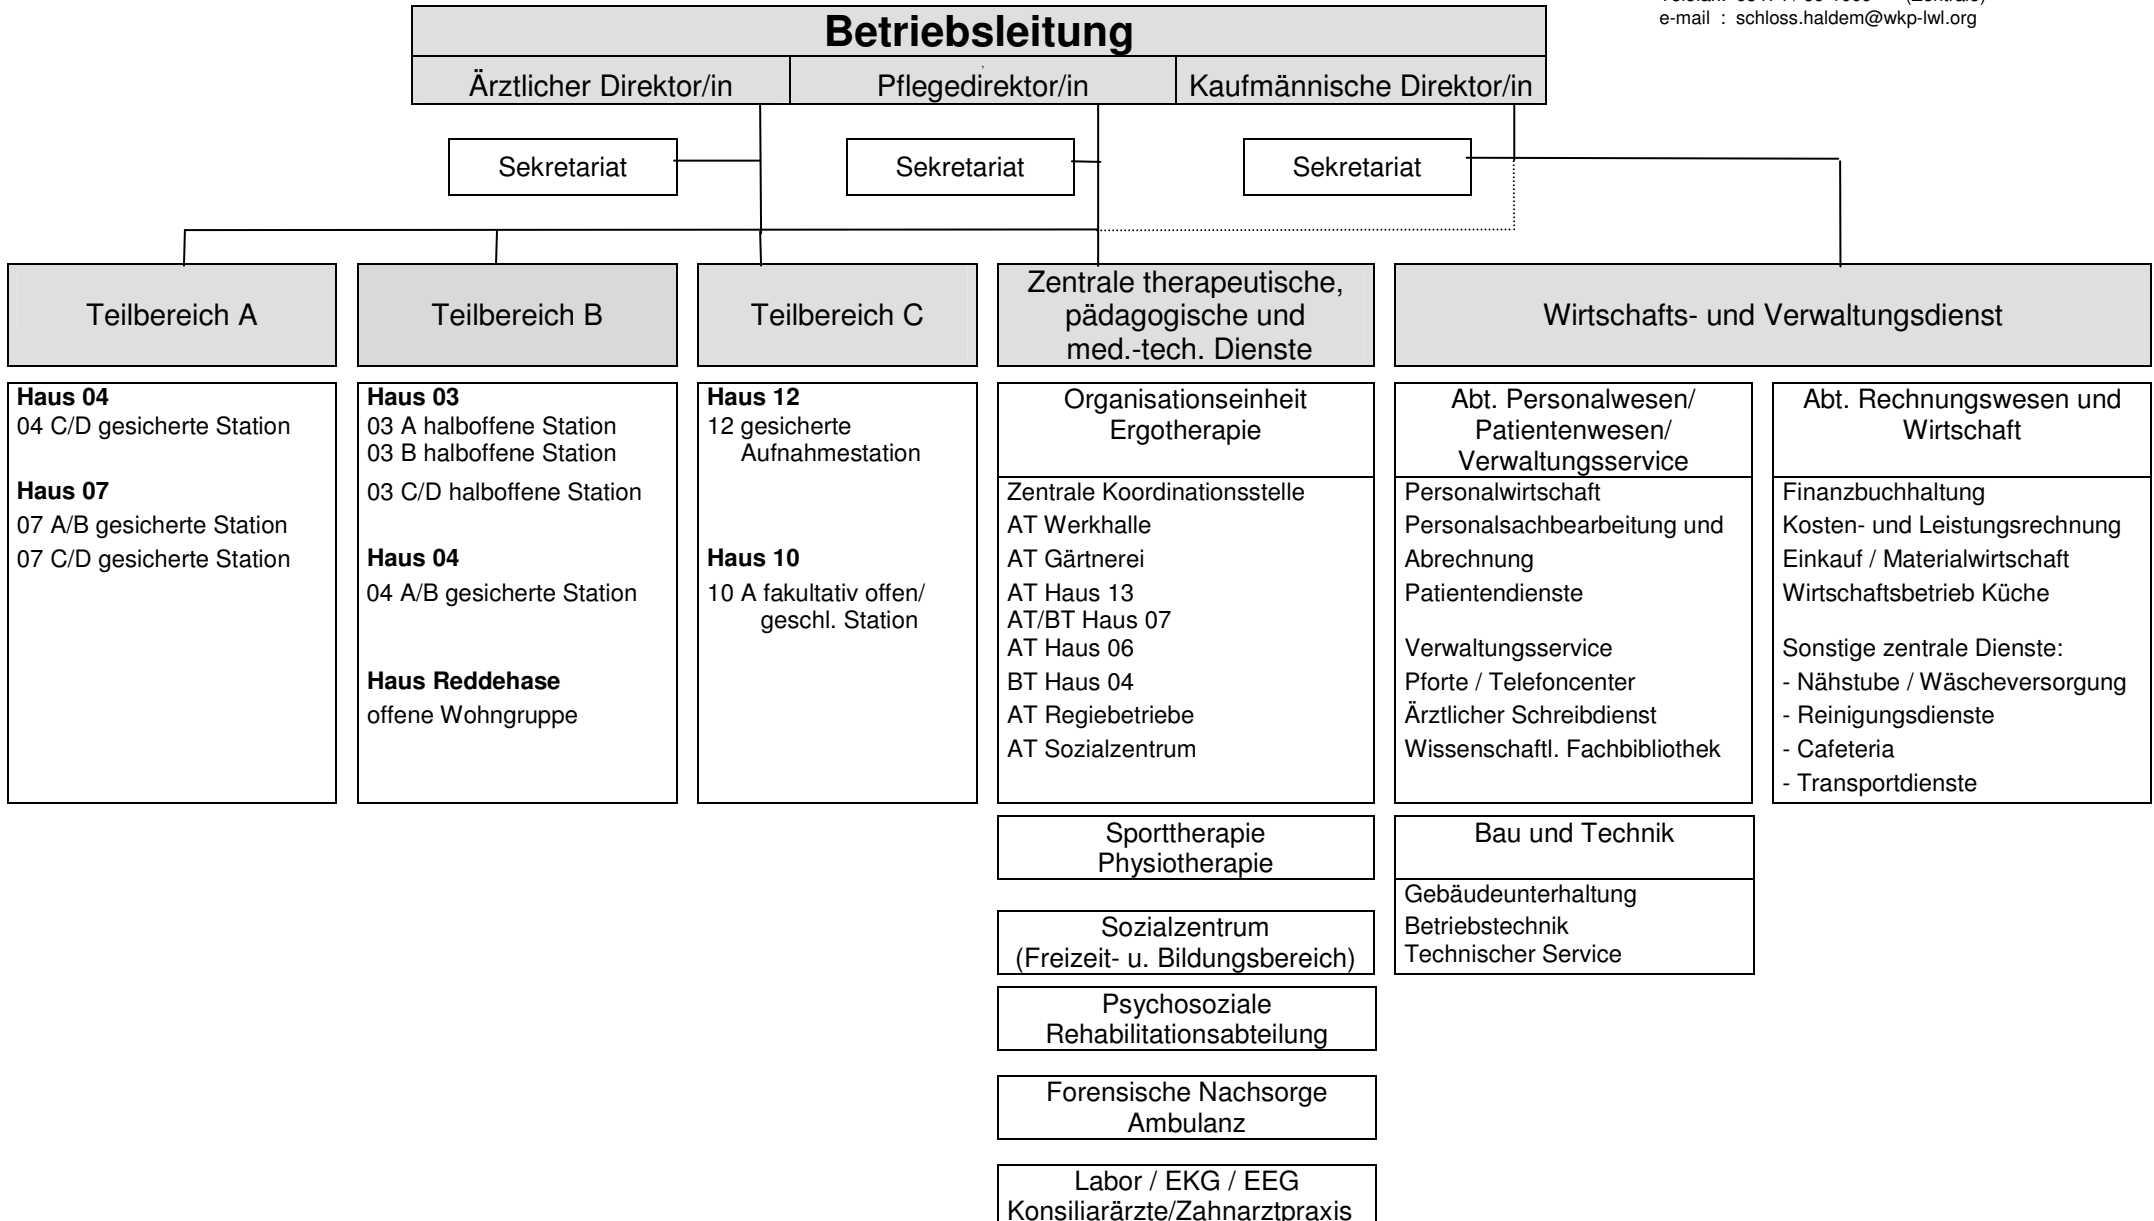 e-mail : schloss.haldem@wkp-lwl.org
Betriebsleitung
Ärztlicher Direktor/in
Pflegedirektor/in
Kaufmännische Direktor/in
Sekretariat
Sekretariat
Sekretariat
Teilbereich A
Teilbereich B
Teilbereich C
Zentrale therapeutische,
pädagogische und
med.-tech. Dienste
Wirtschafts- und Verwaltungsdienst
Haus 04
04 C/D gesicherte Station
Haus 07
07 A/B gesicherte Station
07 C/D gesicherte Station
Haus 03
03 A halboffene Station
03 B halboffene Station
03 C/D halboffene Station
Haus 04
04 A/B gesicherte Station
Haus Reddehase
offene Wohngruppe
Haus 12
12 gesicherte
Aufnahmestation
Haus 10
10 A fakultativ offen/
geschl. Station
Organisationseinheit
Ergotherapie
Zentrale Koordinationsstelle
AT Werkhalle
AT Gärtnerei
AT Haus 13
AT/BT Haus 07
AT Haus 06
BT Haus 04
AT Regiebetriebe
AT Sozialzentrum
Sporttherapie
Physiotherapie
Sozialzentrum
(Freizeit- u. Bildungsbereich)
Psychosoziale
Rehabilitationsabteilung
Forensische Nachsorge
Ambulanz
Labor / EKG / EEG
Konsiliarärzte/Zahnarztpraxis
Abt. Personalwesen/
Patientenwesen/
Verwaltungsservice
Personalwirtschaft
Personalsachbearbeitung und
Abrechnung
Patientendienste
Verwaltungsservice
Pforte / Telefoncenter
Ärztlicher Schreibdienst
Wissenschaftl. Fachbibliothek
Bau und Technik
Gebäudeunterhaltung
Betriebstechnik
Technischer Service
Abt. Rechnungswesen und
Wirtschaft
Finanzbuchhaltung
Kosten- und Leistungsrechnung
Einkauf / Materialwirtschaft
Wirtschaftsbetrieb Küche
Sonstige zentrale Dienste:
- Nähstube / Wäscheversorgung
- Reinigungsdienste
- Cafeteria
- Transportdienste